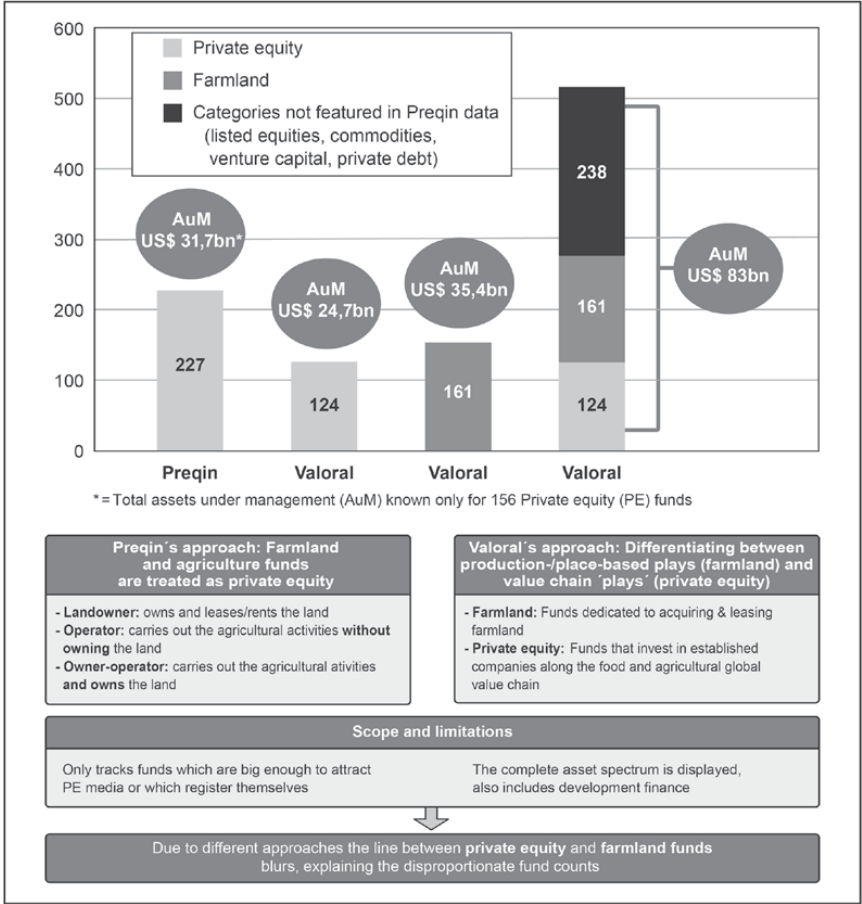 600
500
400
300
200
100
0
Private equity
Farmland
Categories not featured in Preqin data
(listed equities, commodities,
venture capital, private debt)
AuM
US$ 31,7bn*
AuM
US$ 24,7bn
AuM
US$ 35,4bn
AuM
US$ 83bn
227
124
161
238
161
124
Preqin
Valoral
Valoral
Valoral
* = Total assets under management (AuM) known only for 156 Private equity (PE) funds
Preqin´s approach: Farmland
and agriculture funds
are treated as private equity
- Landowner: owns and leases/rents the land
- Operator: carries out the agricultural activities without
owning the land
- Owner-operator: carries out the agricultural ativities
and owns the land
Valoral´s approach: Differentiating between
production-/place-based plays (farmland) and
value chain ´plays´ (private equity)
- Farmland: Funds dedicated to acquiring & leasing
farmland
- Private equity: Funds that invest in established
companies along the food and agricultural global
value chain
Scope and limitations
Only tracks funds which are big enough to attract
PE media or which register themselves
The complete asset spectrum is displayed,
also includes development finance
Due to different approaches the line between private equity and farmland funds
blurs, explaining the disproportionate fund counts